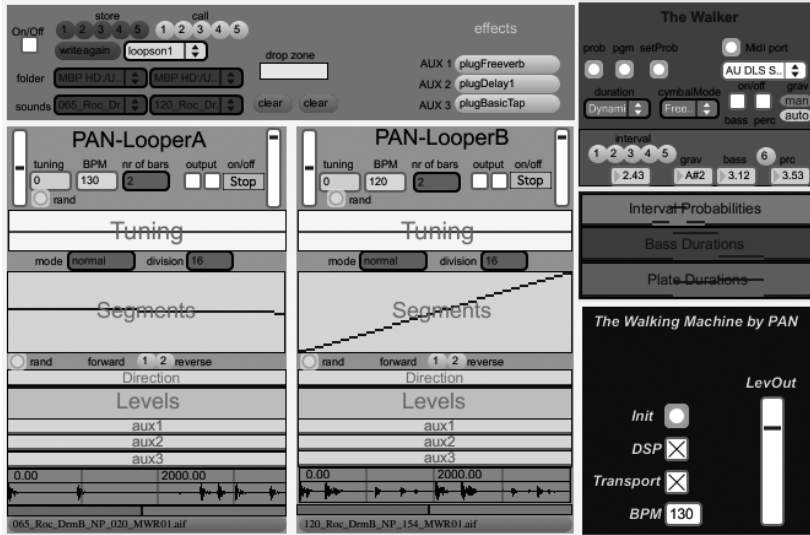 On/Off
store
call
1 2 3 4 5 1 2 3 4 5
writeagain loopson1
drop zone
effects
AUX 1 plugFreeverb
AUX 2 plugDelay1
AUX 3 plugBasicTap
folder MBP HD:/U.. MBP HD:/U..
sounds 065_Roc_Dr. 120_Roc_Dr. clear clear
The Walker
prob pgm setProb Midi port
AU DLS S..
duration cymbalMode on/off grav
Dynami Free.. man
auto
bass perc
interval
1 2 3 4 5 grav bass 6 prc
2.43 A#2 3.12 3.53
PAN-LooperA
tuning BPM nr of bars output on/off
0 130 2 Stop
rand
Tuning
mode normal division 16
Segments
rand forward 1 2 reverse
Direction
Levels
aux1
aux2
aux3
0.00 2000.00
065_Roc_DrmB_NP_020_MWR01.aif
PAN-LooperB
tuning BPM nr of bars output on/off
0 120 2 Stop
rand
Tuning
mode normal division 16
Segments
rand forward 1 2 reverse
Direction
Levels
aux1
aux2
aux3
0.00 2000.00
120_Roc_DrmB_NP_154_MWR01.aif
Interval Probabilities
Bass Durations
Plate Durations
The Walking Machine by PAN
LevOut
Init
DSP
Transport
BPM 130